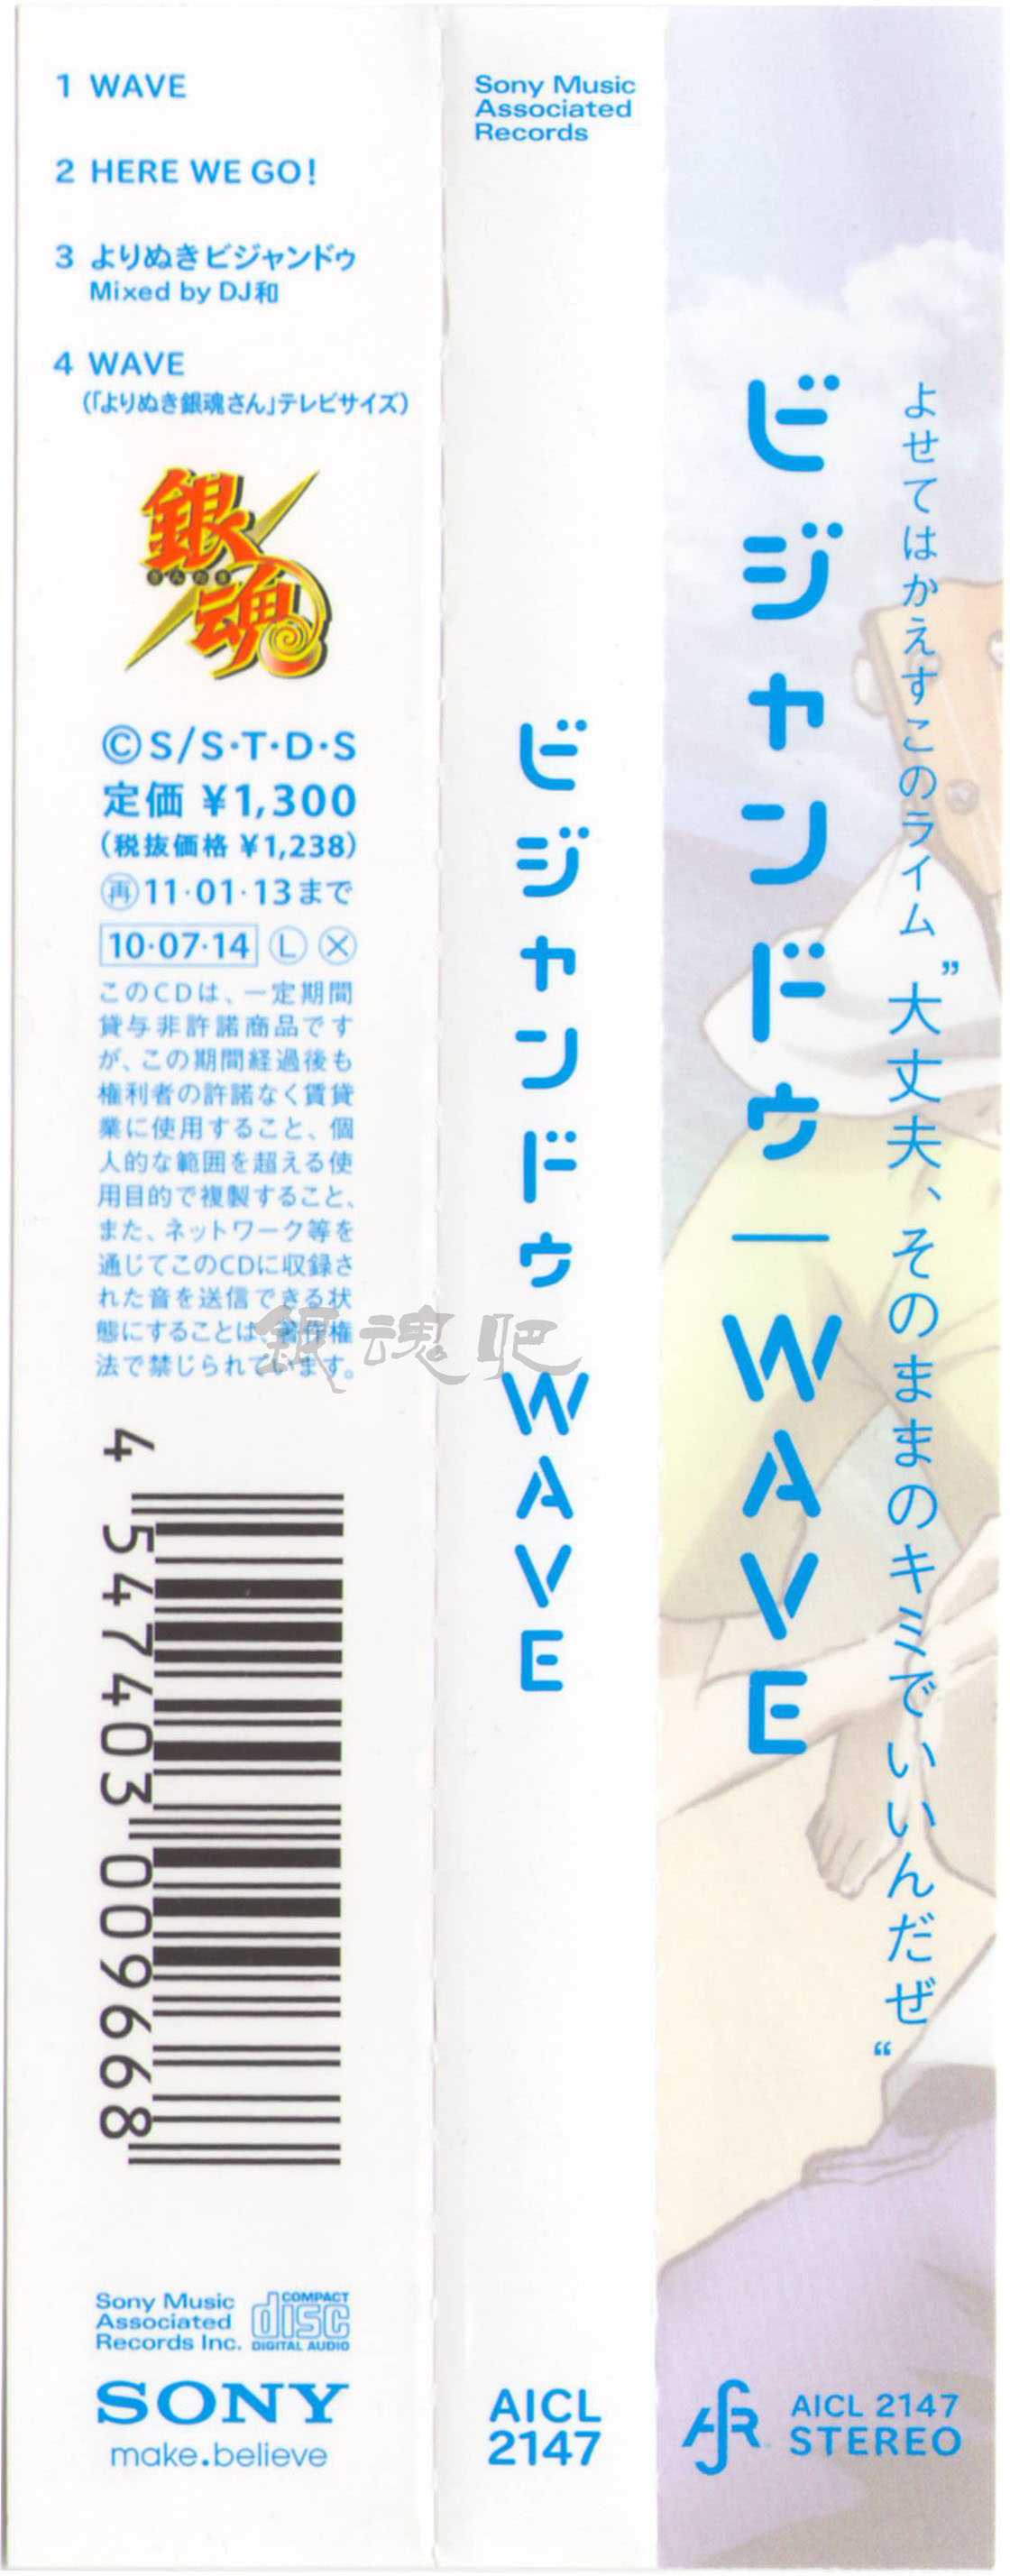 1 WAVE
2 HERE WE GO!
3 よりぬきビジャンドゥ
Mixed by DJ和
4 WAVE
(「よりぬき銀魂さん」テレビサイズ)
銀魂
ぎんたま
©S/S・T・D・S
定価 ¥1,300
(税抜価格 ¥1,238)
再11・01・13まで
10・07・14 L X
このCDは、一定期間
貸与非許諾商品です
が、この期間経過後も
権利者の許諾なく賃貸
業に使用すること、個
人的な範囲を超える使
用目的で複製すること、
また、ネットワーク等を
通じてこのCDに収録さ
れた音を送信できる状
態にすることは、著作権
法で禁じられています。
銀魂吧
4 547403 009668
Sony Music
Associated
Records Inc.
COMPACT
disc
DIGITAL AUDIO
SONY
make.believe
Sony Music
Associated
Records
ビジャンドゥ WAVE
AICL
2147
よせてはかえすこのライム〝大丈夫、そのままのキミでいいんだぜ〟
ビジャンドゥ｜WAVE
AICL 2147
STEREO